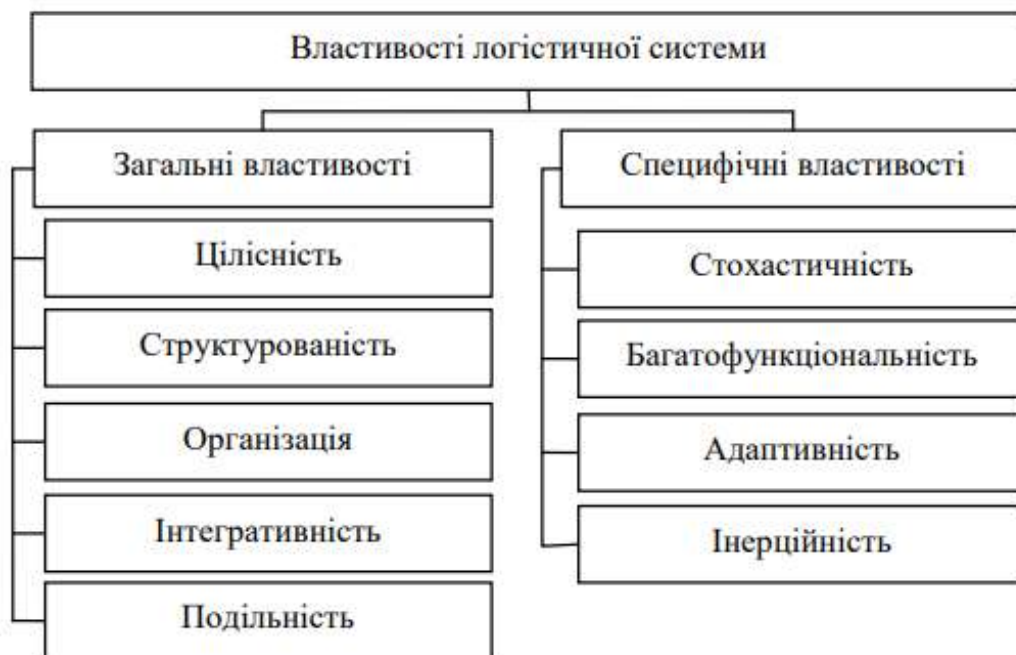 Властивості логістичної системи
Загальні властивості
Цілісність
Структурованість
Організація
Інтегративність
Подільність
Специфічні властивості
Стохастичність
Багатофункціональність
Адаптивність
Інерційність